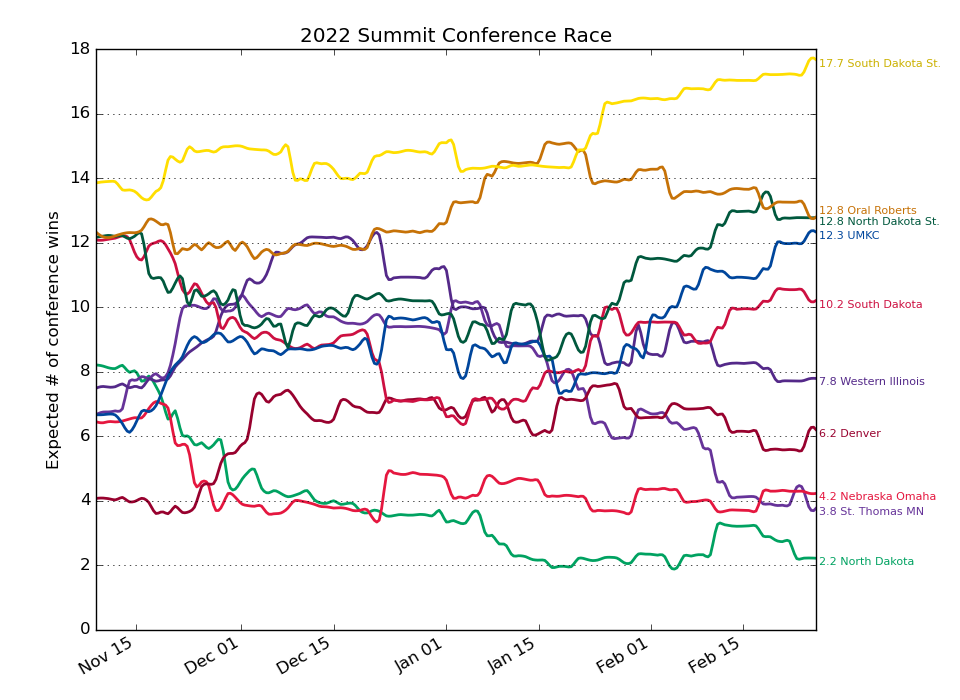 2022 Summit Conference Race
Expected # of conference wins
18
16
14
12
10
8
6
4
2
0
Nov 15
Dec 01
Dec 15
Jan 01
Jan 15
Feb 01
Feb 15
17.7 South Dakota St.
12.8 Oral Roberts
12.8 North Dakota St.
12.3 UMKC
10.2 South Dakota
7.8 Western Illinois
6.2 Denver
4.2 Nebraska Omaha
3.8 St. Thomas MN
2.2 North Dakota